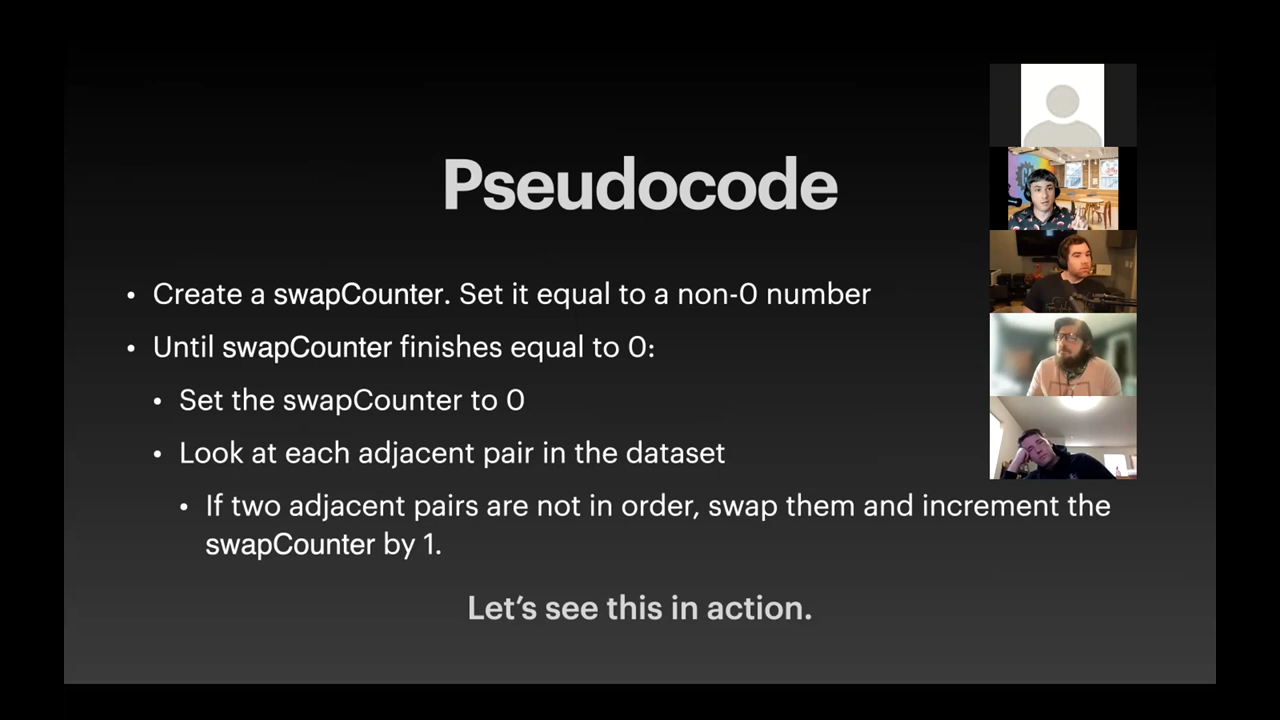 Pseudocode
• Create a swapCounter. Set it equal to a non-0 number
• Until swapCounter finishes equal to 0:
• Set the swapCounter to 0
• Look at each adjacent pair in the dataset
• If two adjacent pairs are not in order, swap them and increment the
swapCounter by 1.
Let’s see this in action.